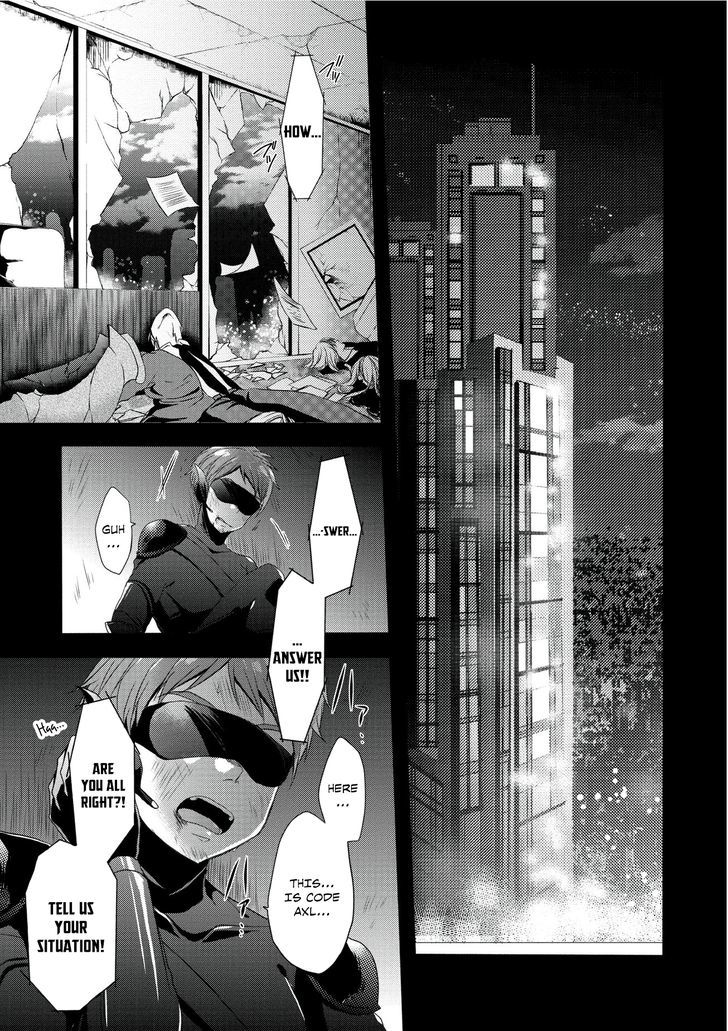 HOW...
...-SWER...
GUH
...
...
ANSWER
US!!
HERE
...
Haa...
ARE
YOU ALL
RIGHT?!
THIS...
IS CODE
AXL...
TELL US
YOUR
SITUATION!